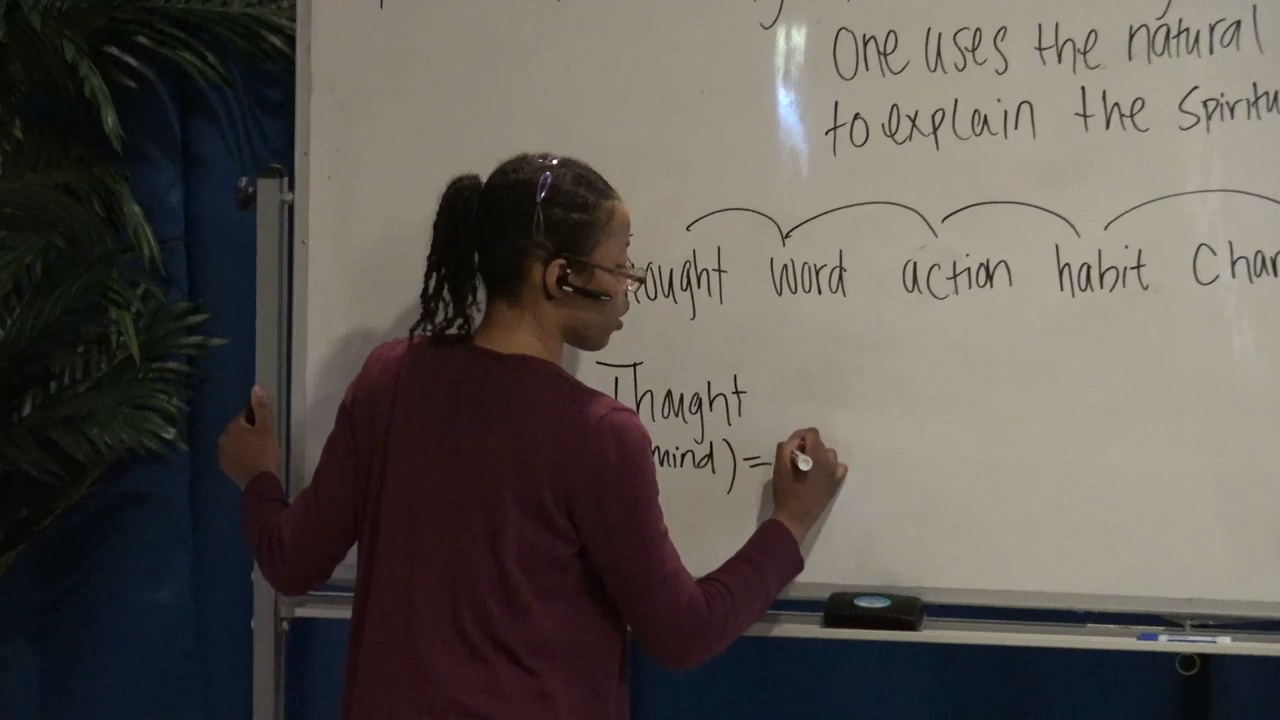 One uses the natural
to explain the Spiritu
ought word action habit Char
Thought
mind) =